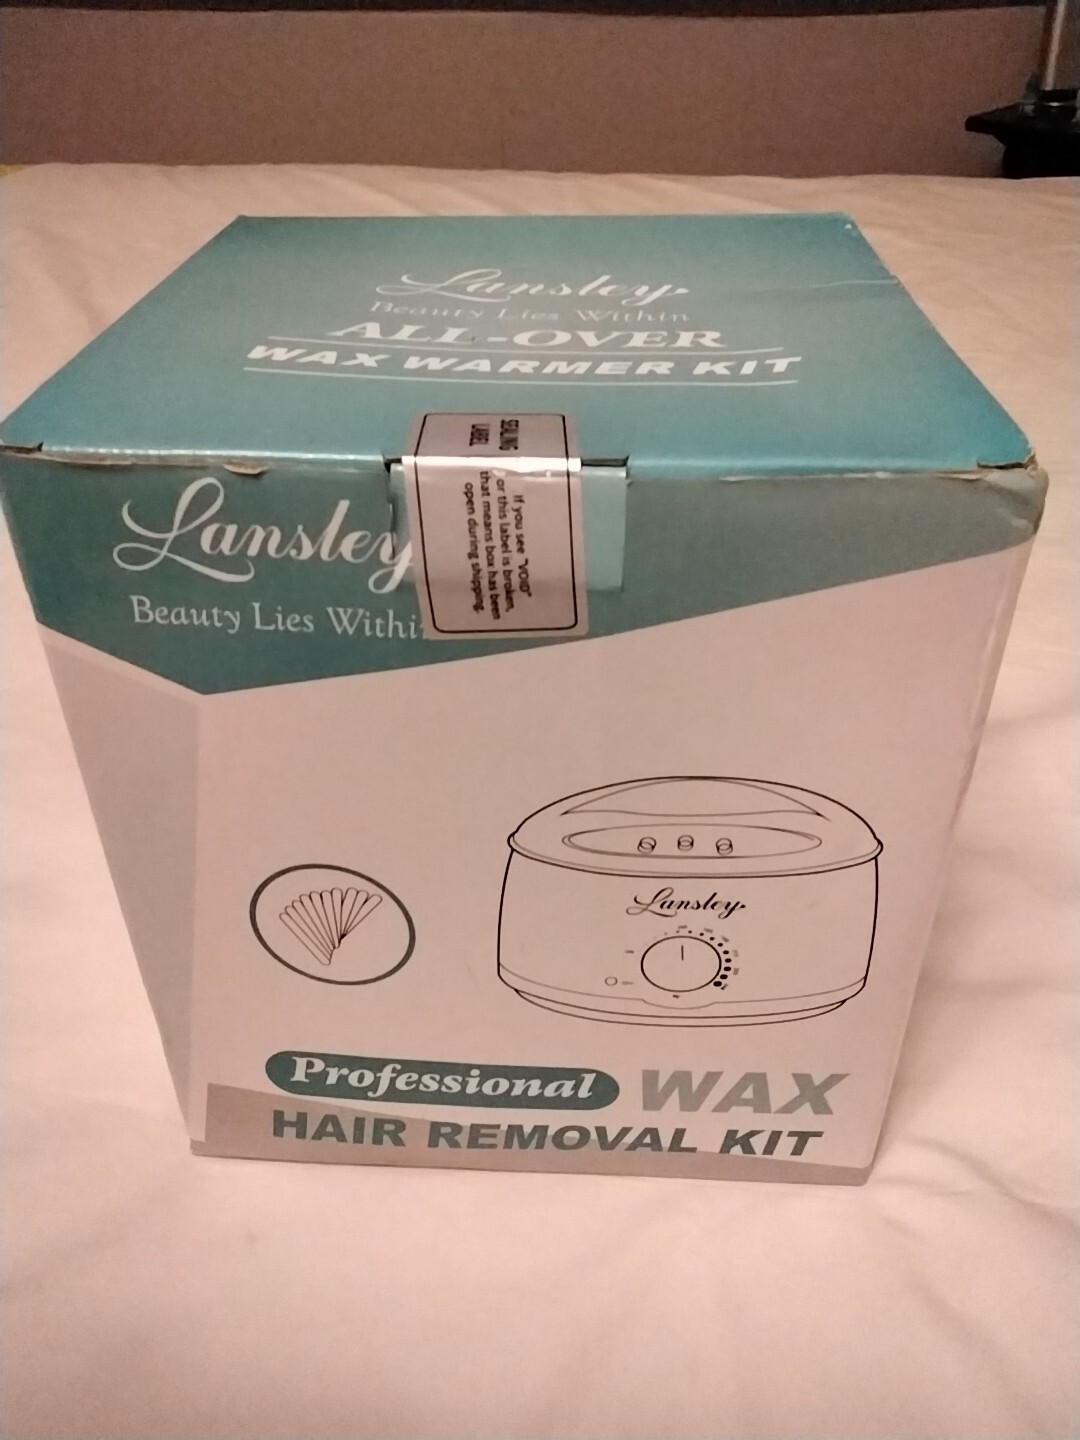 Lansley
Beauty Lies Within
ALL-OVER
WAX WARMER KIT
SEALING
LABEL
If you see "VOID"
or this label is broken,
that means box has been
open during shipping.
Lansley
Beauty Lies Withi
Lansley
Professional WAX
HAIR REMOVAL KIT